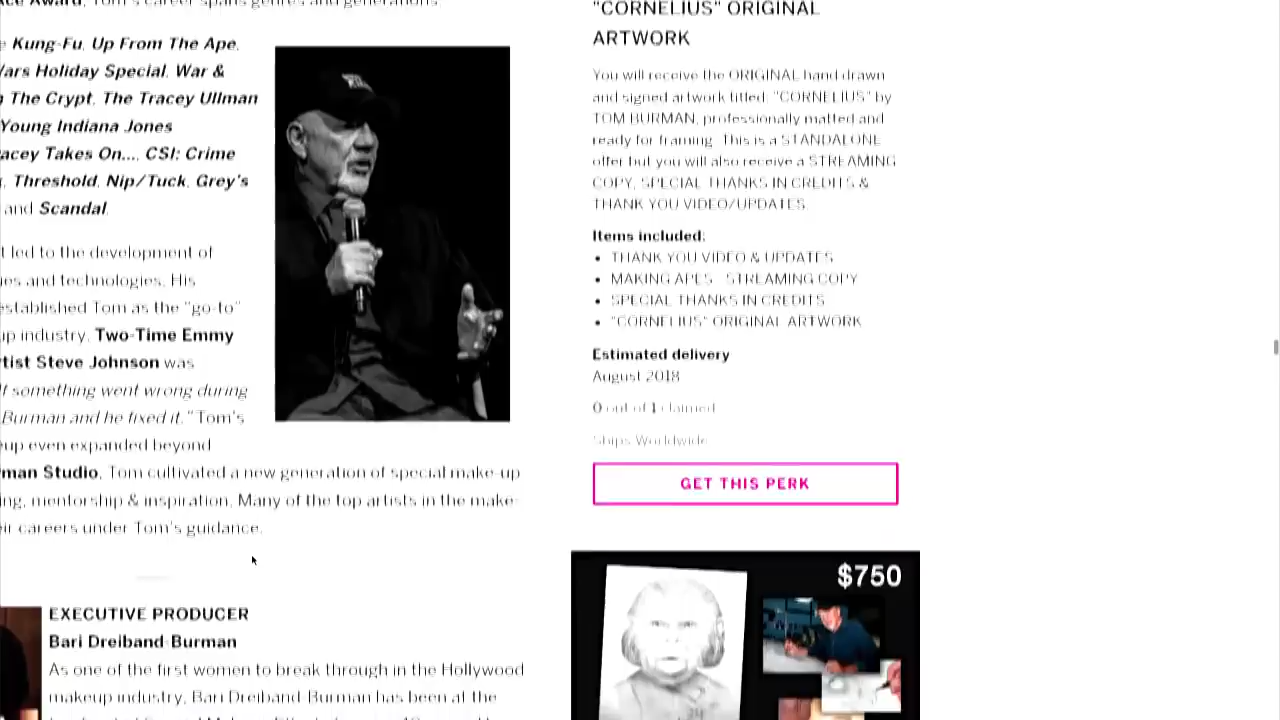 Tom's career spans genres and generations.
Kung-Fu, Up From The Ape,
Wars Holiday Special, War &
The Crypt, The Tracey Ullman
Young Indiana Jones
Tracey Takes On..., CSI: Crime
Threshold, Nip/Tuck, Grey's
and Scandal.
led to the development of
and technologies. His
established Tom as the "go-to"
industry. Two-Time Emmy
Steve Johnson was
something went wrong during
Burman and he fixed it." Tom's
even expanded beyond
Studio, Tom cultivated a new generation of special make-up
mentorship & inspiration. Many of the top artists in the make-
careers under Tom's guidance.
EXECUTIVE PRODUCER
Bari Dreiband-Burman
As one of the first women to break through in the Hollywood
makeup industry, Bari Dreiband-Burman has been at the
"CORNELIUS" ORIGINAL
ARTWORK
You will receive the ORIGINAL hand drawn
and signed artwork titled: "CORNELIUS" by
TOM BURMAN, professionally matted and
ready for framing. This is a STANDALONE
offer but you will also receive a STREAMING
COPY, SPECIAL THANKS IN CREDITS &
THANK YOU VIDEO/UPDATES.
Items included:
• THANK YOU VIDEO & UPDATES
• MAKING APES - STREAMING COPY
• SPECIAL THANKS IN CREDITS
• "CORNELIUS" ORIGINAL ARTWORK
Estimated delivery
August 2018
0 out of 1 claimed
Ships Worldwide
GET THIS PERK
$750